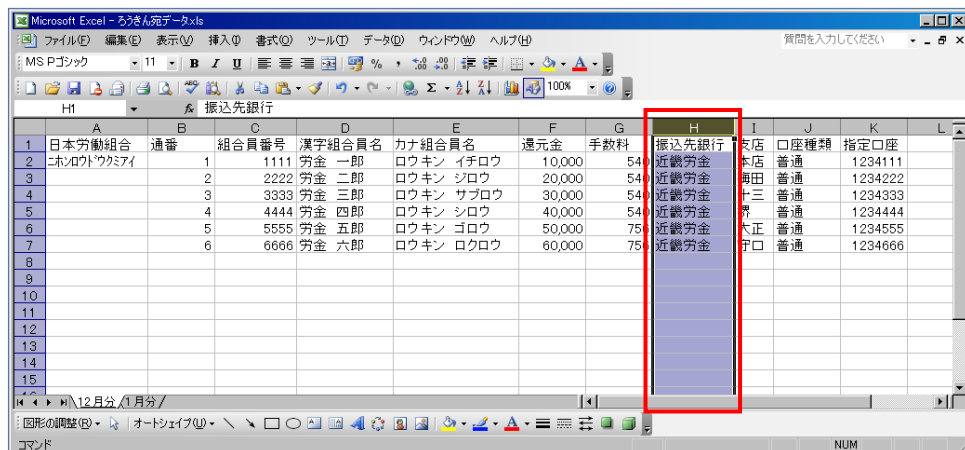 Microsoft Excel - ろうきん宛データ.xls
ファイル(F) 編集(E) 表示(V) 挿入(I) 書式(O) ツール(T) データ(D) ウィンドウ(W) ヘルプ(H) 質問を入力してください
MS Pゴシック 11 B I U
100%
H1 fx 振込先銀行
A B C D E F G H I J K L
1 日本労働組合 通番 組合員番号 漢字組合員名 カナ組合員名 還元金 手数料 振込先銀行 支店 口座種類 指定口座
2 ニホンロウドウクミアイ 1 1111 労金 一郎 ロウキン イチロウ 10,000 540 近畿労金 本店 普通 1234111
3 2 2222 労金 二郎 ロウキン ジロウ 20,000 540 近畿労金 梅田 普通 1234222
4 3 3333 労金 三郎 ロウキン サブロウ 30,000 540 近畿労金 十三 普通 1234333
5 4 4444 労金 四郎 ロウキン シロウ 40,000 540 近畿労金 堺 普通 1234444
6 5 5555 労金 五郎 ロウキン ゴロウ 50,000 756 近畿労金 大正 普通 1234555
7 6 6666 労金 六郎 ロウキン ロクロウ 60,000 756 近畿労金 守口 普通 1234666
8
9
10
11
12
13
14
15
12月分 1月分
図形の調整(R) オートシェイプ(U)
コマンド NUM